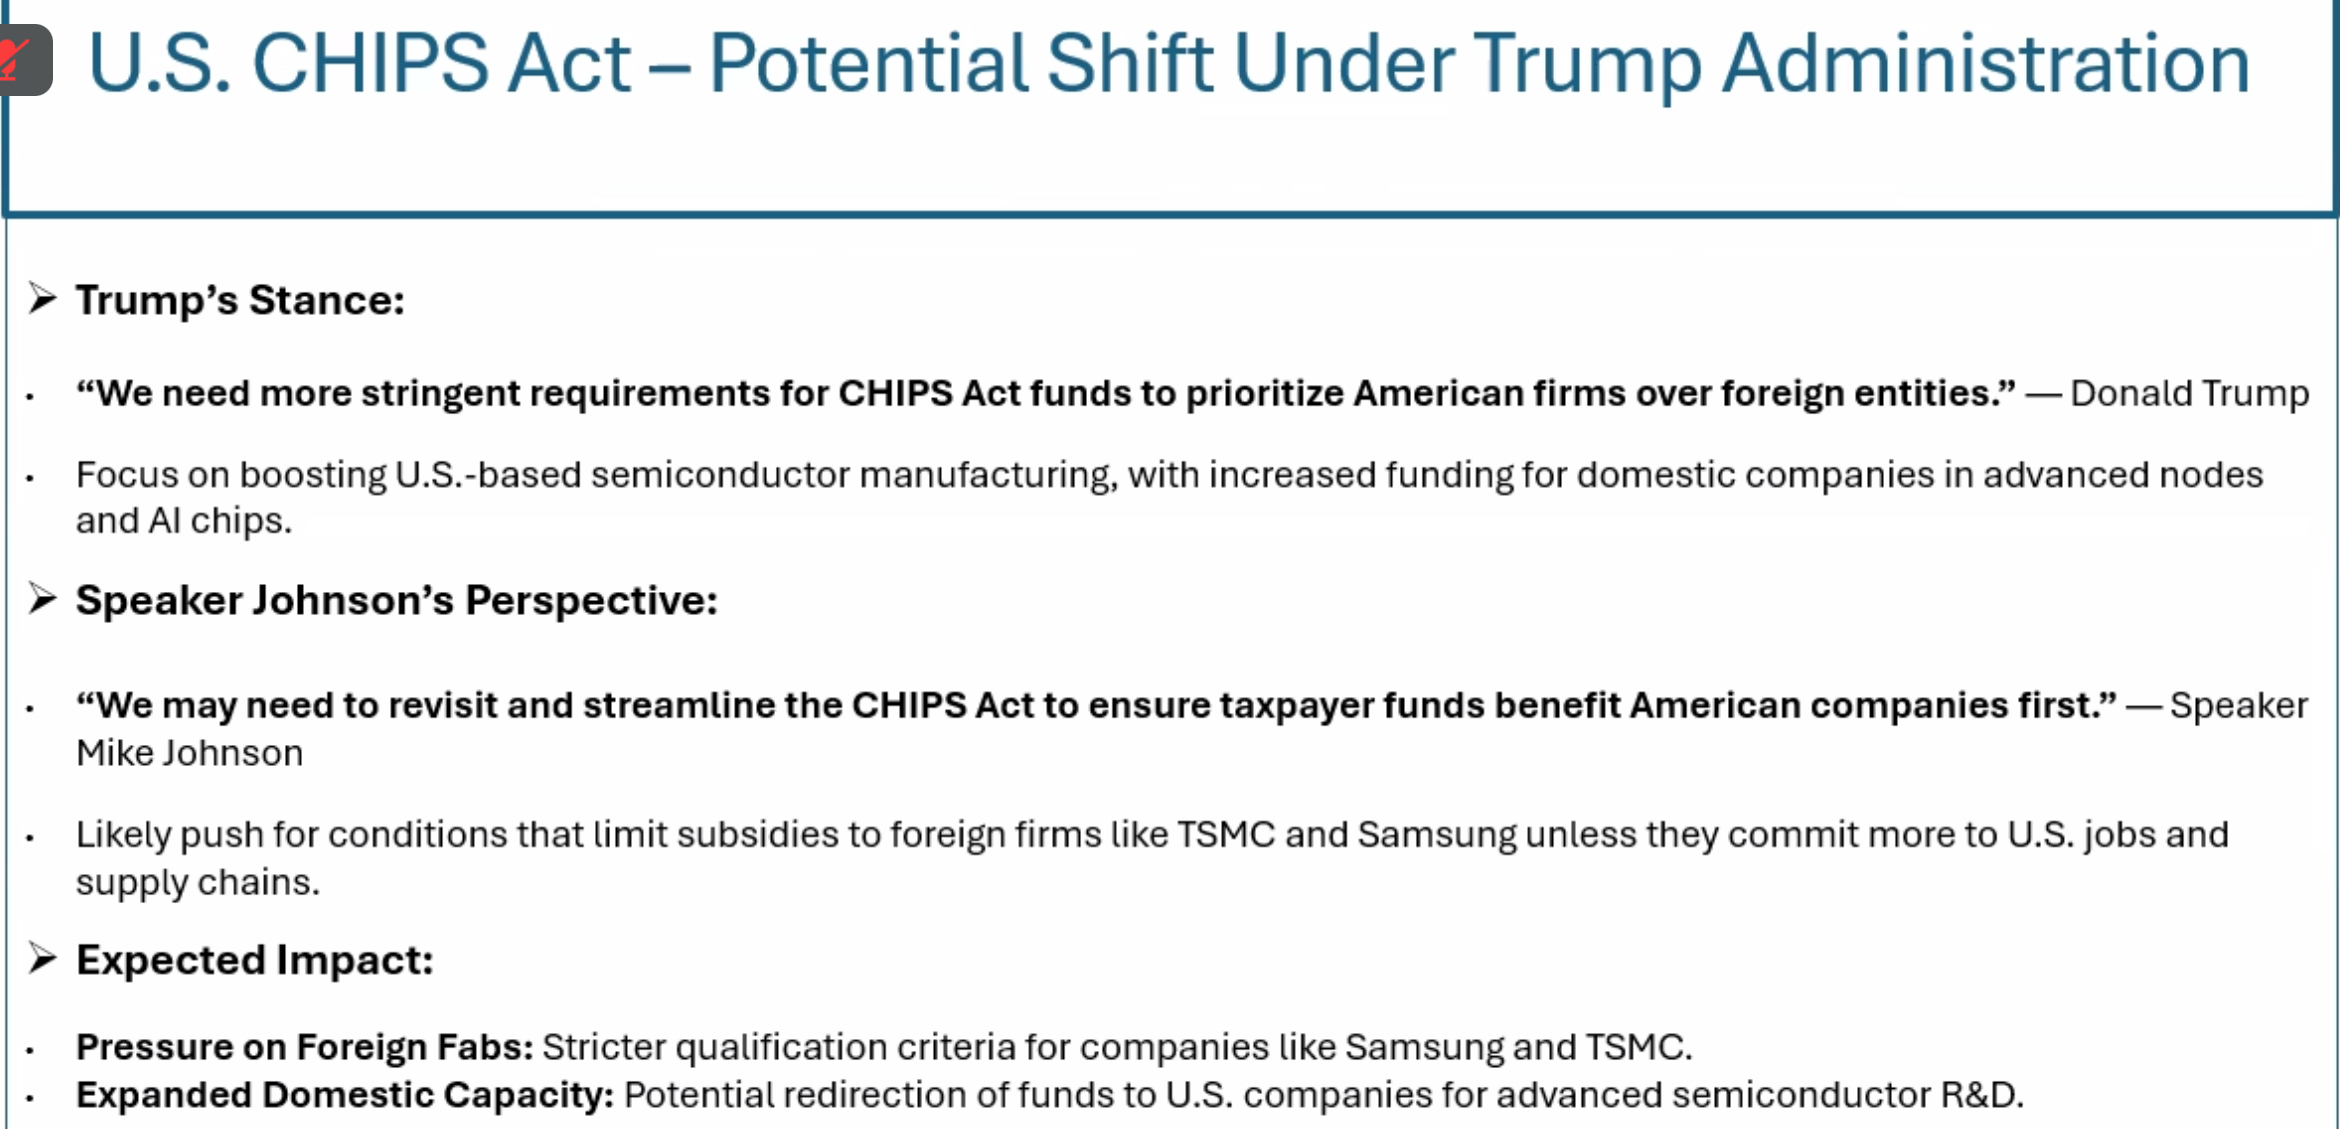 U.S. CHIPS Act – Potential Shift Under Trump Administration
➢ Trump’s Stance:
• “We need more stringent requirements for CHIPS Act funds to prioritize American firms over foreign entities.” — Donald Trump
• Focus on boosting U.S.-based semiconductor manufacturing, with increased funding for domestic companies in advanced nodes
and AI chips.
➢ Speaker Johnson’s Perspective:
• “We may need to revisit and streamline the CHIPS Act to ensure taxpayer funds benefit American companies first.” — Speaker
Mike Johnson
• Likely push for conditions that limit subsidies to foreign firms like TSMC and Samsung unless they commit more to U.S. jobs and
supply chains.
➢ Expected Impact:
• Pressure on Foreign Fabs: Stricter qualification criteria for companies like Samsung and TSMC.
• Expanded Domestic Capacity: Potential redirection of funds to U.S. companies for advanced semiconductor R&D.